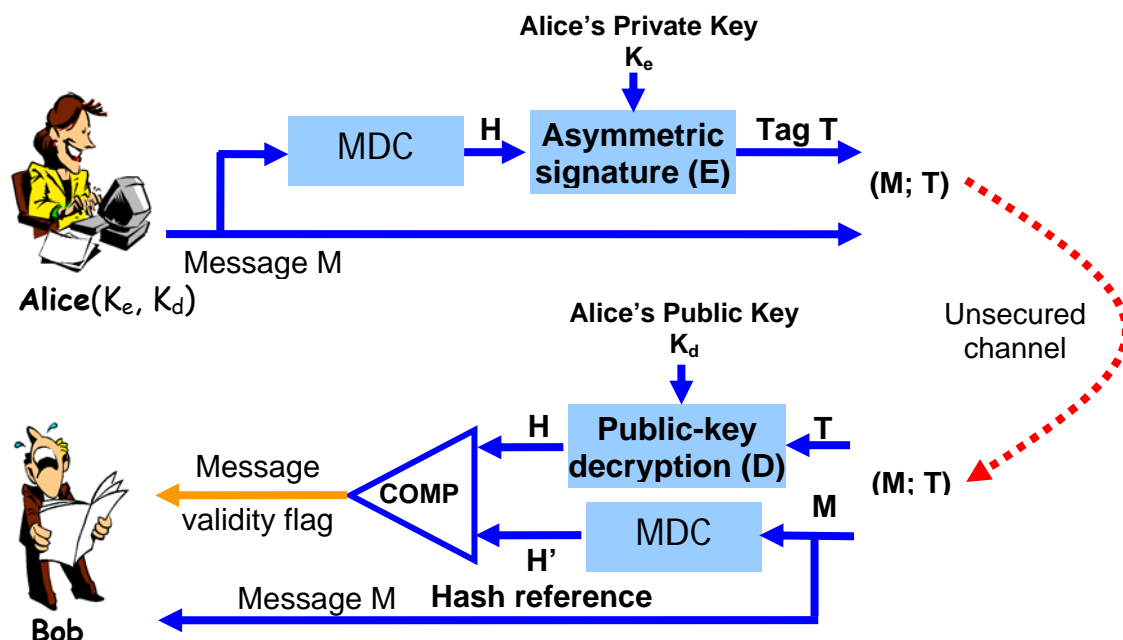 Alice's Private Key
Ke
MDC
H
Asymmetric
signature (E)
Tag T
(M; T)
Message M
Alice(Ke, Kd)
Alice's Public Key
Kd
Unsecured
channel
H
Public-key
decryption (D)
T
(M; T)
Message
validity flag
COMP
M
MDC
H'
Message M
Hash reference
Bob